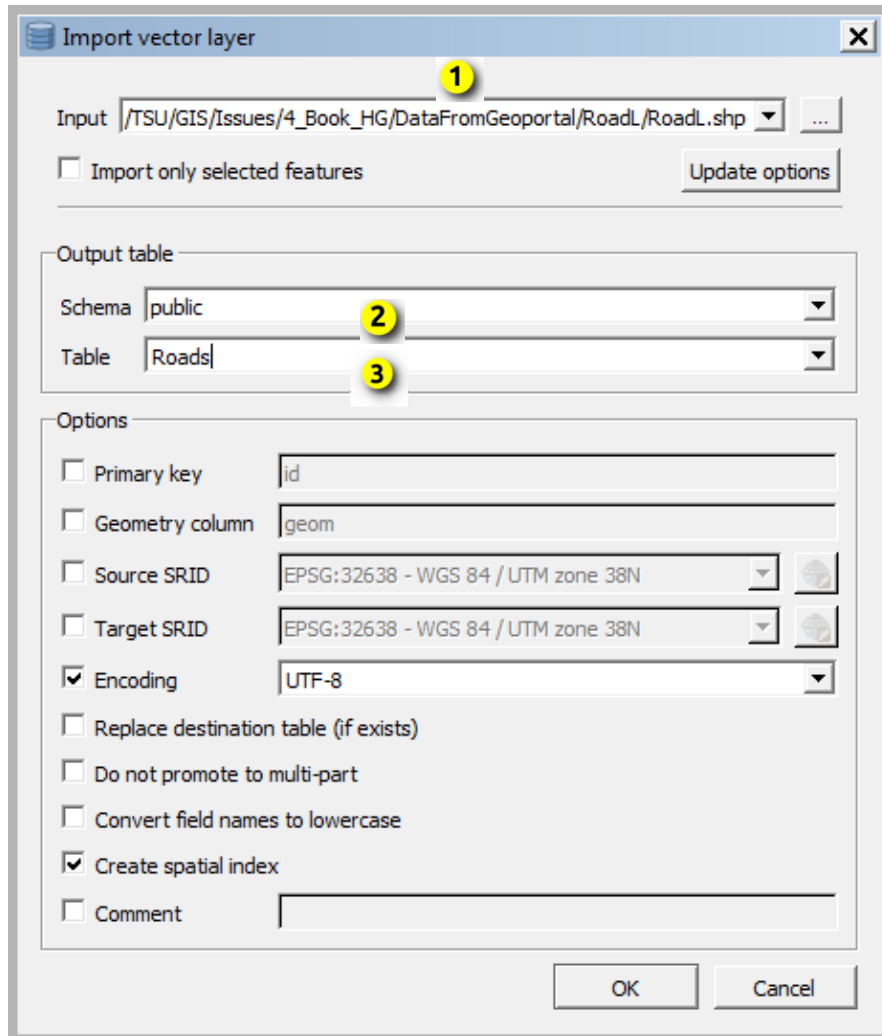 Import vector layer
1
Input /TSU/GIS/Issues/4_Book_HG/DataFromGeoportal/RoadL/RoadL.shp ...
Import only selected features Update options
Output table
Schema public
2
Table Roads
3
Options
Primary key id
Geometry column geom
Source SRID EPSG:32638 - WGS 84 / UTM zone 38N
Target SRID EPSG:32638 - WGS 84 / UTM zone 38N
Encoding UTF-8
Replace destination table (if exists)
Do not promote to multi-part
Convert field names to lowercase
Create spatial index
Comment
OK Cancel